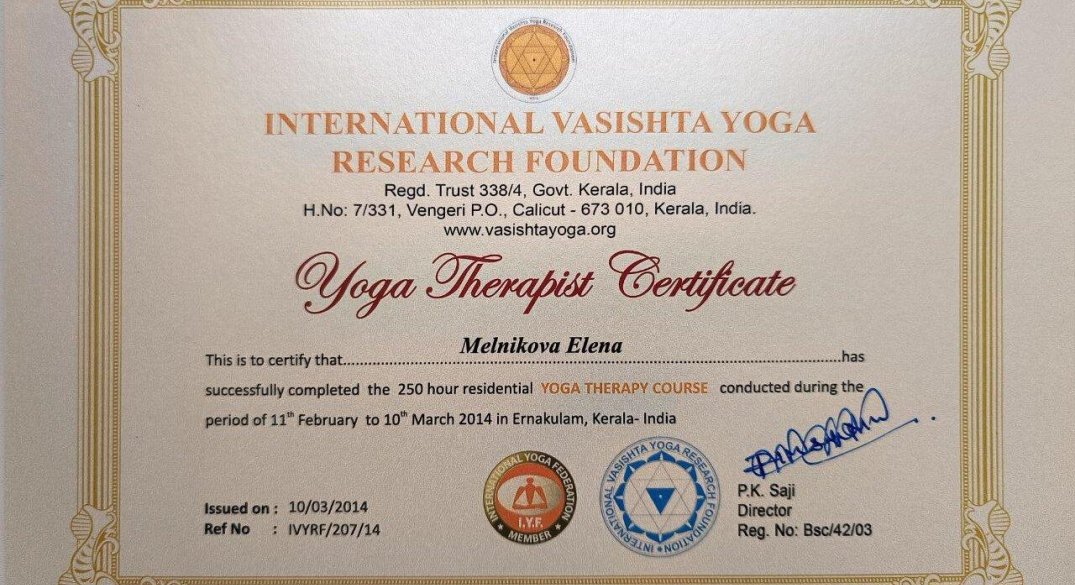 INTERNATIONAL VASISHTA YOGA
RESEARCH FOUNDATION
Regd. Trust 338/4, Govt. Kerala, India
H.No: 7/331, Vengeri P.O., Calicut - 673 010, Kerala, India.
www.vasishtayoga.org
Yoga Therapist Certificate
Melnikova Elena
This is to certify that....................................................................................................has
successfully completed the 250 hour residential YOGA THERAPY COURSE conducted during the
period of 11th February to 10th March 2014 in Ernakulam, Kerala- India
INTERNATIONAL YOGA FEDERATION
I.Y.F.
MEMBER
INTERNATIONAL VASISHTA YOGA RESEARCH FOUNDATION
P.K. Saji
Director
Reg. No: Bsc/42/03
Issued on : 10/03/2014
Ref No : IVYRF/207/14